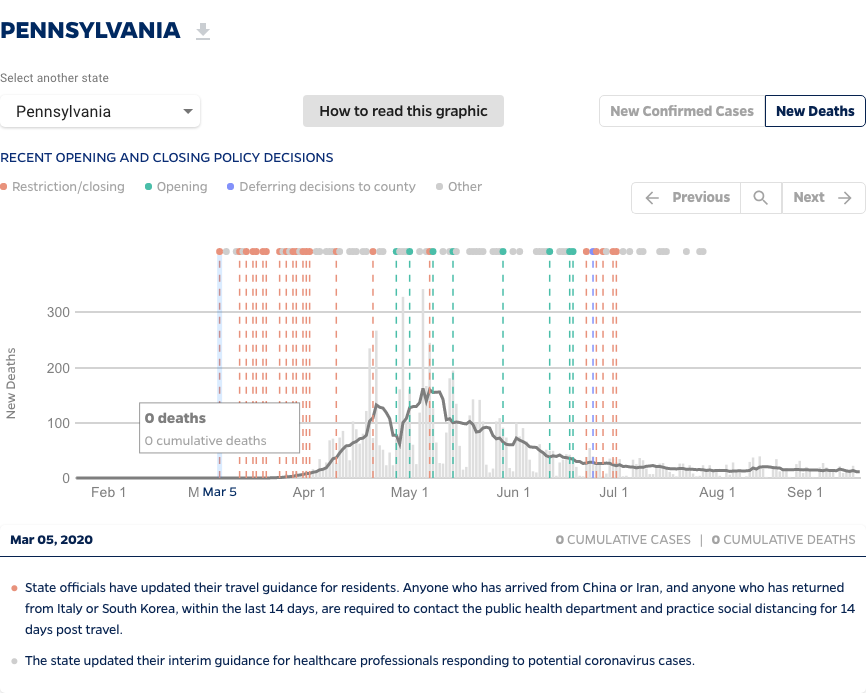 PENNSYLVANIA
Select another state
Pennsylvania
How to read this graphic
New Confirmed Cases
New Deaths
RECENT OPENING AND CLOSING POLICY DECISIONS
Restriction/closing
Opening
Deferring decisions to county
Other
Previous
Next
New Deaths
300
200
100
0
0 deaths
0 cumulative deaths
Feb 1
M
Mar 5
Apr 1
May 1
Jun 1
Jul 1
Aug 1
Sep 1
Mar 05, 2020
0 CUMULATIVE CASES | 0 CUMULATIVE DEATHS
State officials have updated their travel guidance for residents. Anyone who has arrived from China or Iran, and anyone who has returned
from Italy or South Korea, within the last 14 days, are required to contact the public health department and practice social distancing for 14
days post travel.
The state updated their interim guidance for healthcare professionals responding to potential coronavirus cases.